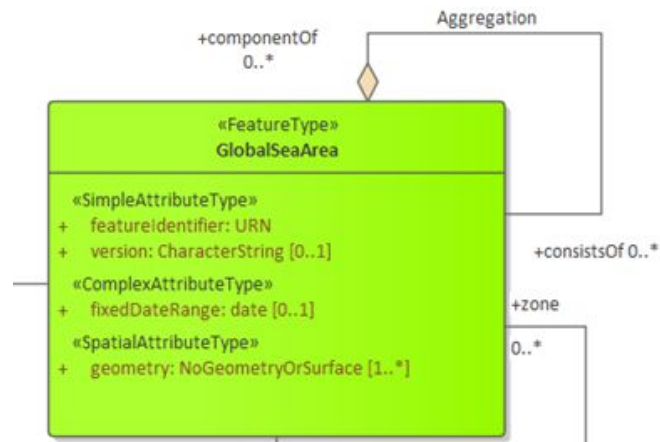 Aggregation
+componentOf
0..*
«FeatureType»
GlobalSeaArea
«SimpleAttributeType»
+ featureIdentifier: URN
+ version: CharacterString [0..1]
«ComplexAttributeType»
+ fixedDateRange: date [0..1]
«SpatialAttributeType»
+ geometry: NoGeometryOrSurface [1..*]
+consistsOf 0..*
+zone
0..*